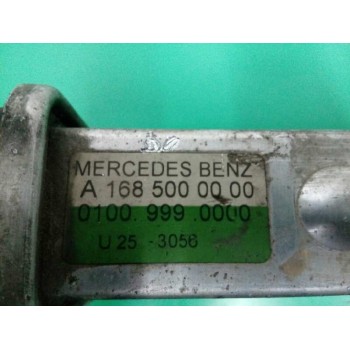 MERCEDES BENZ
A 168 500 00 00
0100.999.0000
U 25 - 3056